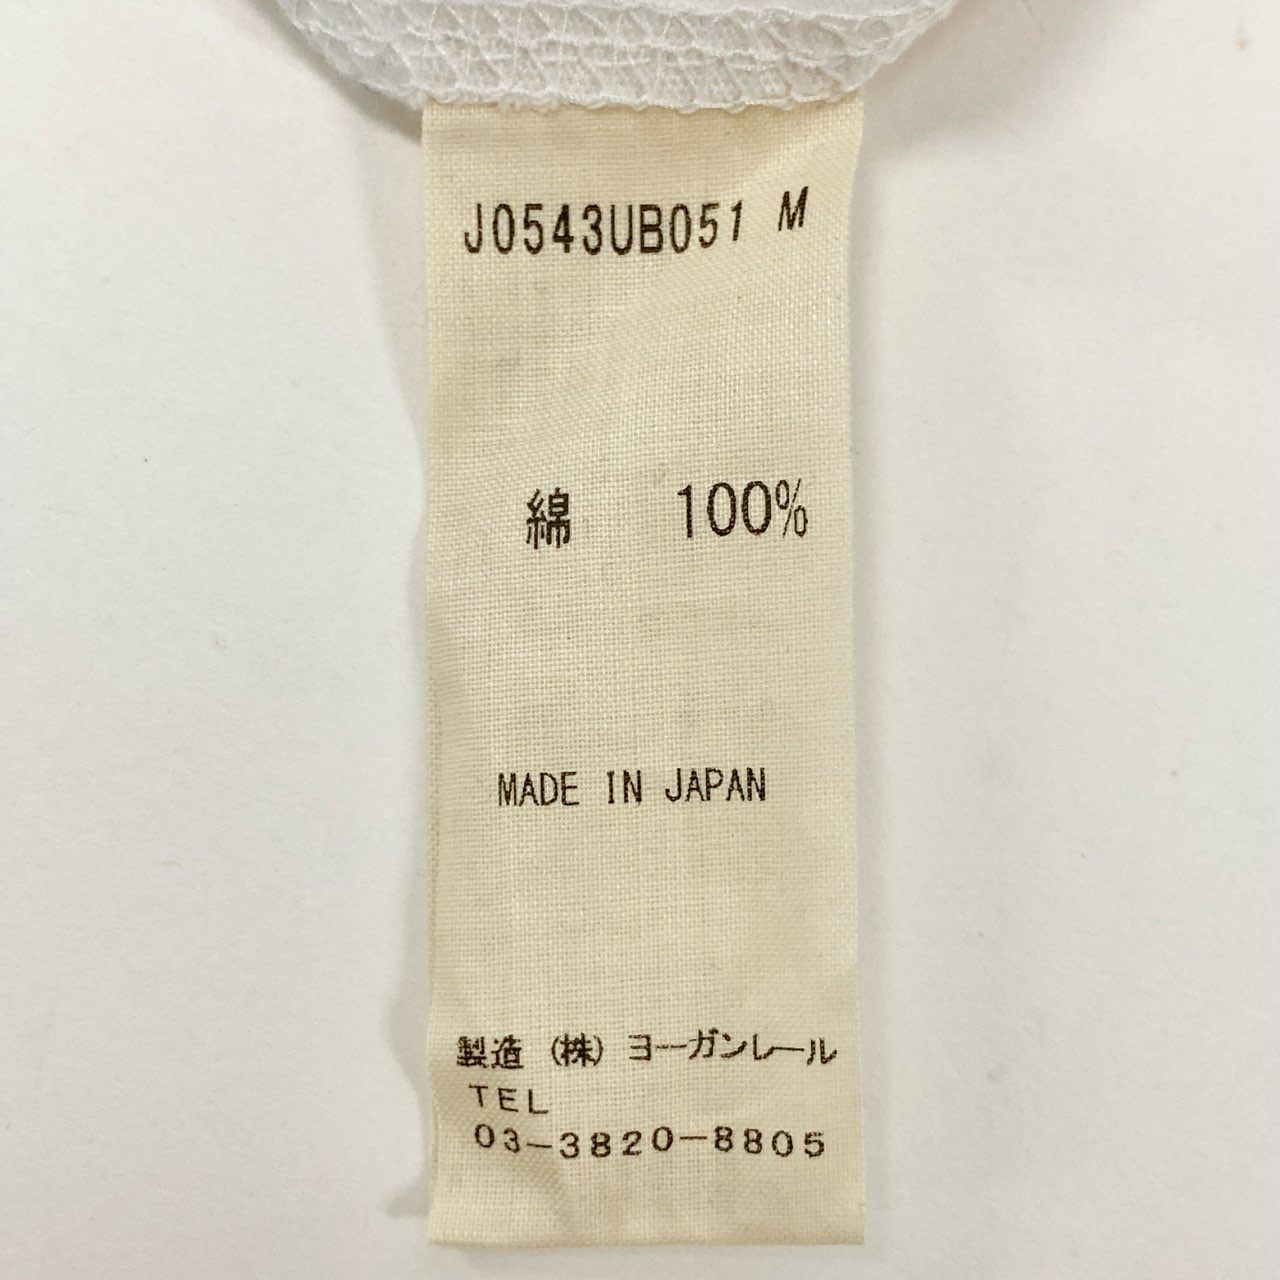 J0543UB051 M
綿 100%
MADE IN JAPAN
製造 (株) ヨーガンレール
TEL
03-3820-8805